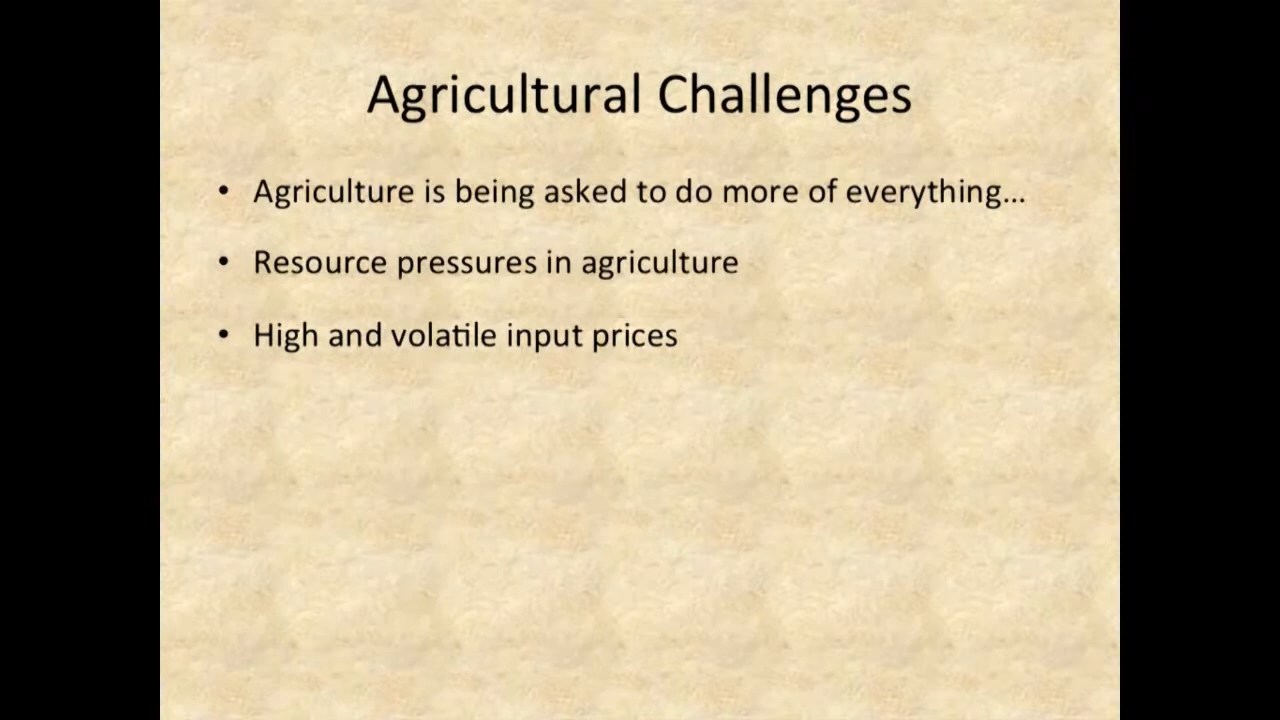 Agricultural Challenges
• Agriculture is being asked to do more of everything…
• Resource pressures in agriculture
• High and volatile input prices